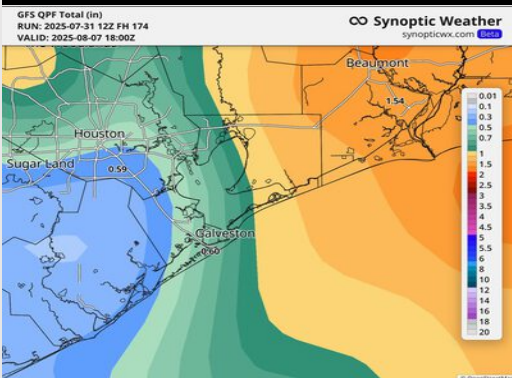 GFS QPF Total (in)
RUN: 2025-07-31 12Z FH 174
VALID: 2025-08-07 18:00Z
Synoptic Weather
synopticwx.com Beta
Beaumont
1.54
Houston
Sugar Land
0.59
Galveston
0.60
0.01
0.1
0.3
0.5
0.7
1
1.5
2
2.5
3
3.5
4
4.5
5
5.5
6
8
10
12
14
16
18
20